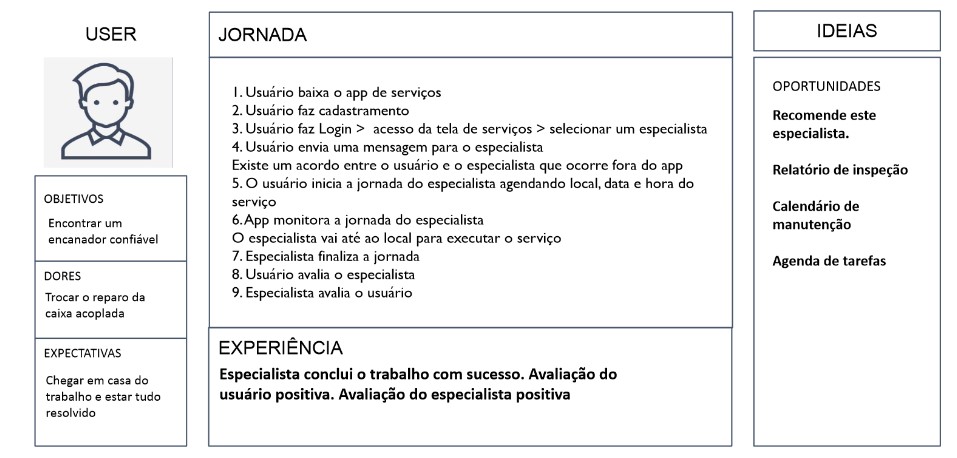 USER
OBJETIVOS
Encontrar um
encanador confiável
DORES
Trocar o reparo da
caixa acoplada
EXPECTATIVAS
Chegar em casa do
trabalho e estar tudo
resolvido
JORNADA
1. Usuário baixa o app de serviços
2. Usuário faz cadastramento
3. Usuário faz Login > acesso da tela de serviços > selecionar um especialista
4. Usuário envia uma mensagem para o especialista
Existe um acordo entre o usuário e o especialista que ocorre fora do app
5. O usuário inicia a jornada do especialista agendando local, data e hora do
serviço
6. App monitora a jornada do especialista
O especialista vai até ao local para executar o serviço
7. Especialista finaliza a jornada
8. Usuário avalia o especialista
9. Especialista avalia o usuário
EXPERIÊNCIA
Especialista conclui o trabalho com sucesso. Avaliação do
usuário positiva. Avaliação do especialista positiva
IDEIAS
OPORTUNIDADES
Recomende este
especialista.
Relatório de inspeção
Calendário de
manutenção
Agenda de tarefas